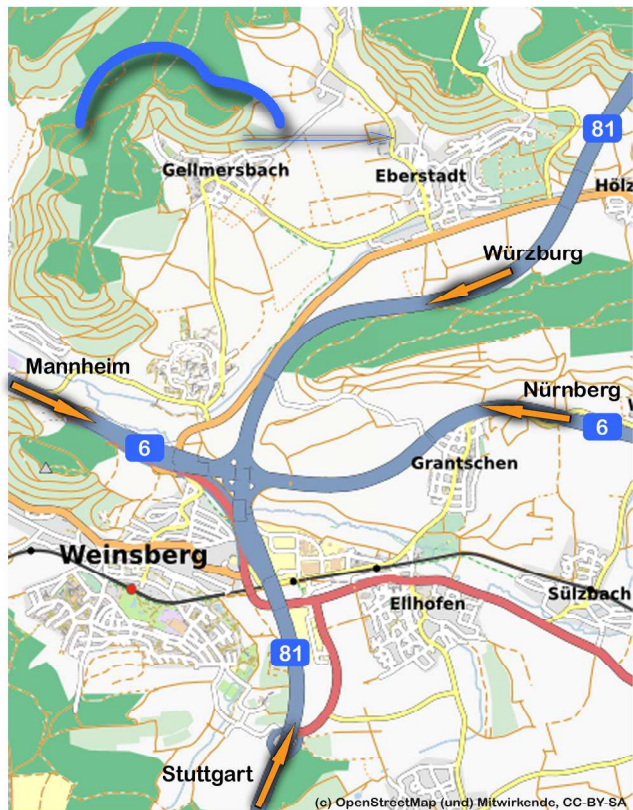 81
Gellmersbach
Eberstadt
Hölz
Würzburg
Mannheim
Nürnberg
6
6
Grantschen
Weinsberg
Ellhofen
Sülzbach
81
Stuttgart
(c) OpenStreetMap (und) Mitwirkende, CC-BY-SA